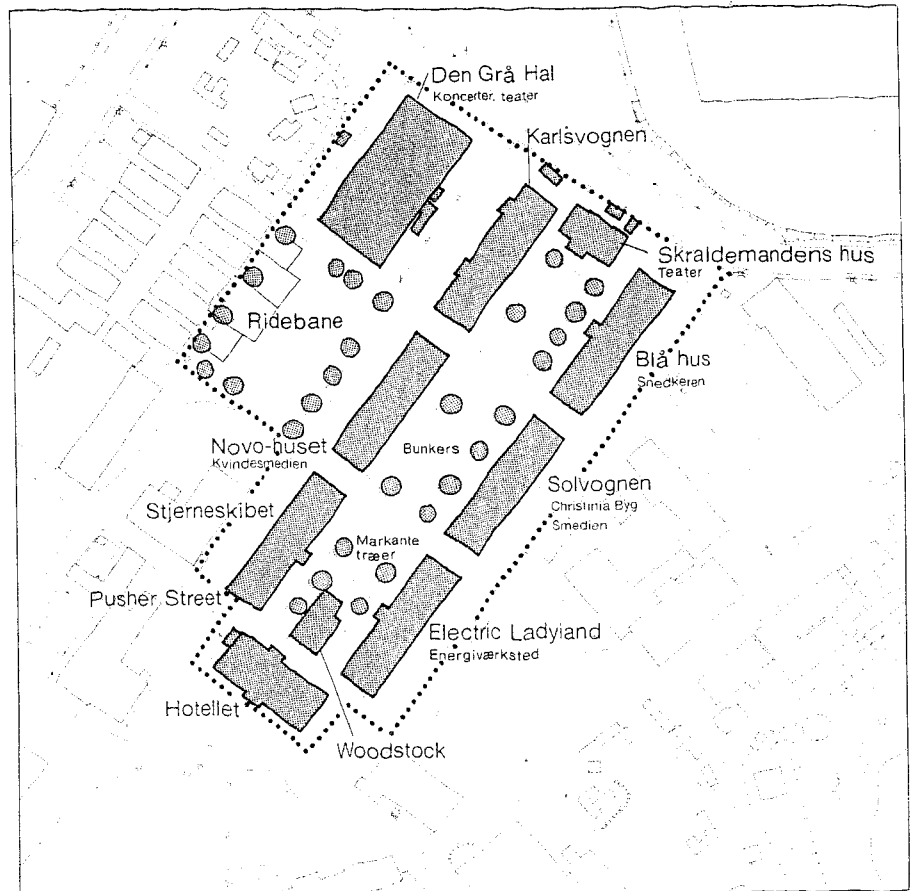 Den Grå Hal
Koncerter, teater
Karlsvognen
Skraldemandens hus
Teater
Ridebane
Blå hus
Snedkeren
Novo-huset
Kvindesmedien
Bunkers
Solvognen
Christinia Byg
Smedien
Stjerneskibet
Markante
træer
Pusher Street
Electric Ladyland
Energiværksted
Hotellet
Woodstock